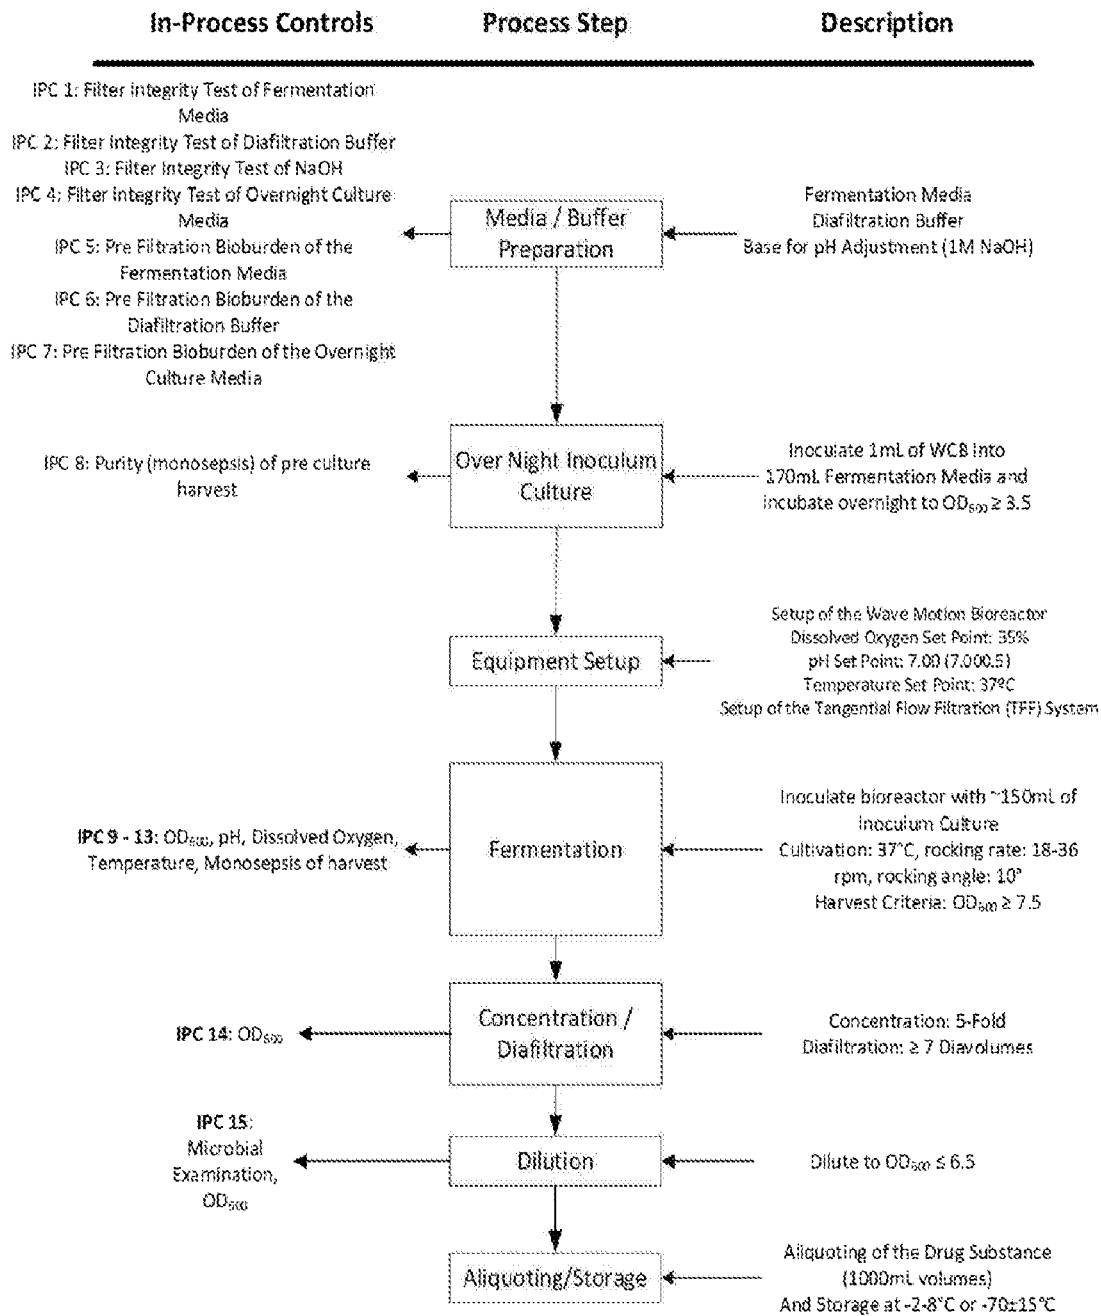 In-Process Controls
Process Step
Description
IPC 1: Filter Integrity Test of Fermentation
Media
IPC 2: Filter Integrity Test of Diafiltration Buffer
IPC 3: Filter Integrity Test of NaOH
IPC 4: Filter Integrity Test of Overnight Culture
Media
IPC 5: Pre Filtration Bioburden of the
Fermentation Media
IPC 6: Pre Filtration Bioburden of the
Diafiltration Buffer
IPC 7: Pre Filtration Bioburden of the Overnight
Culture Media
Media / Buffer
Preparation
Fermentation Media
Diafiltration Buffer
Base for pH Adjustment (1M NaOH)
IPC 8: Purity (monosepsis) of pre culture
harvest
Over Night Inoculum
Culture
Inoculate 1mL of WCB into
170mL Fermentation Media and
incubate overnight to OD₆₀₀ ≥ 3.5
Equipment Setup
Setup of the Wave Motion Bioreactor
Dissolved Oxygen Set Point: 35%
pH Set Point: 7.00 (7.000.5)
Temperature Set Point: 37ºC
Setup of the Tangential Flow Filtration (TFF) System
IPC 9 - 13: OD₆₀₀, pH, Dissolved Oxygen,
Temperature, Monosepsis of harvest
Fermentation
Inoculate bioreactor with ~150mL of
Inoculum Culture
Cultivation: 37°C, rocking rate: 18-36
rpm, rocking angle: 10°
Harvest Criteria: OD₆₀₀ ≥ 7.5
IPC 14: OD₆₀₀
Concentration /
Diafiltration
Concentration: 5-Fold
Diafiltration: ≥ 7 Diavolumes
IPC 15:
Microbial
Examination,
OD₆₀₀
Dilution
Dilute to OD₆₀₀ ≤ 6.5
Aliquoting/Storage
Aliquoting of the Drug Substance
(1000mL volumes)
And Storage at -2-8°C or -70±15°C